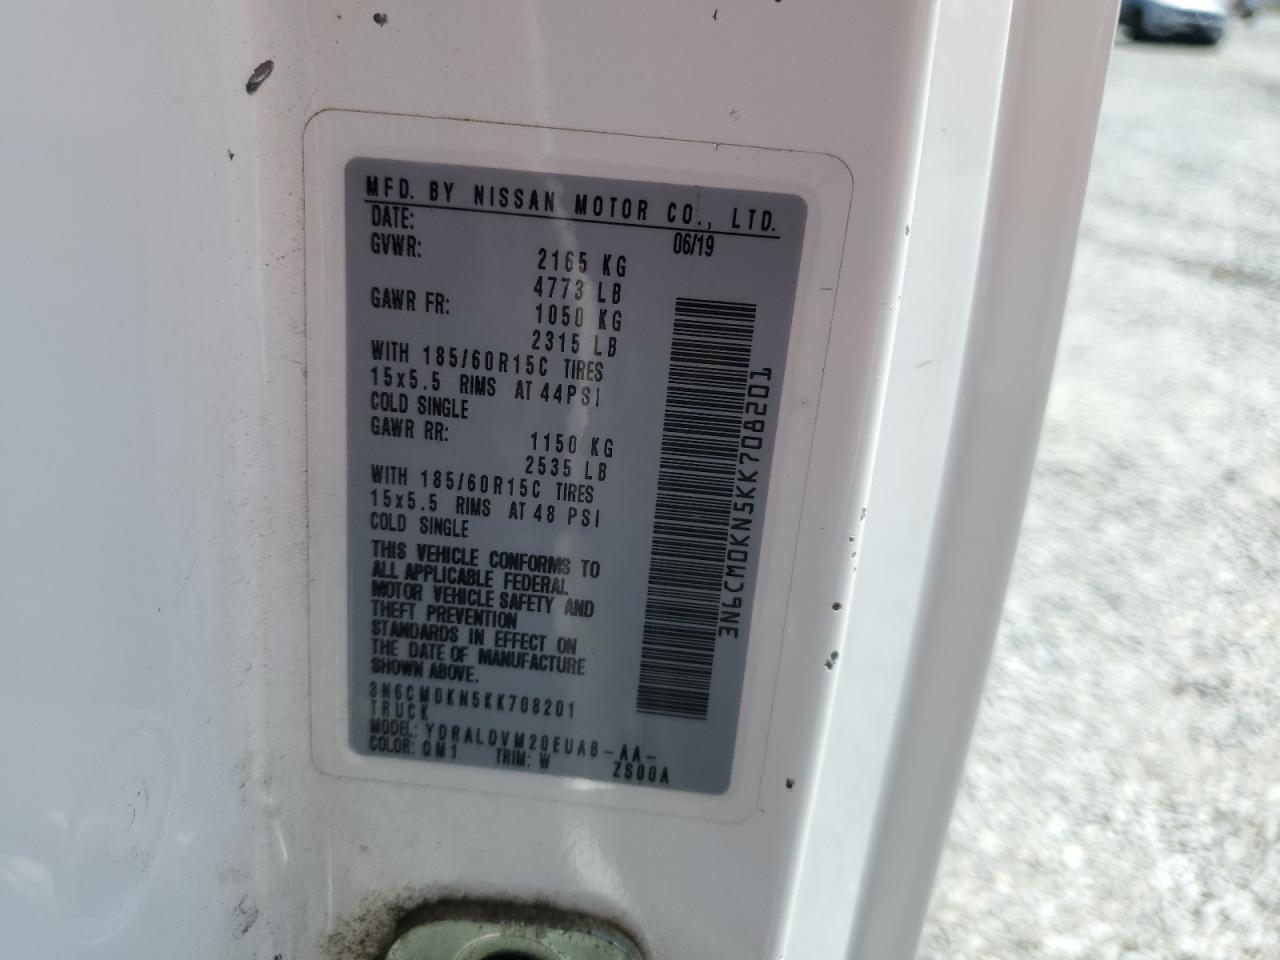 MFD. BY NISSAN MOTOR CO., LTD.
DATE: 06/19
GVWR: 2165 KG
4773 LB
GAWR FR: 1050 KG
2315 LB
WITH 185/60R15C TIRES
15x5.5 RIMS AT 44PSI
COLD SINGLE
GAWR RR: 1150 KG
2535 LB
WITH 185/60R15C TIRES
15x5.5 RIMS AT 48 PSI
COLD SINGLE
THIS VEHICLE CONFORMS TO
ALL APPLICABLE FEDERAL
MOTOR VEHICLE SAFETY AND
THEFT PREVENTION
STANDARDS IN EFFECT ON
THE DATE OF MANUFACTURE
SHOWN ABOVE.
3N6CM0KN5KK708201
TRUCK
MODEL: YDRALDVM20EUAB-AA-
COLOR: QM1 TRIM: W ZS00A
3N6CM0KN5KK708201